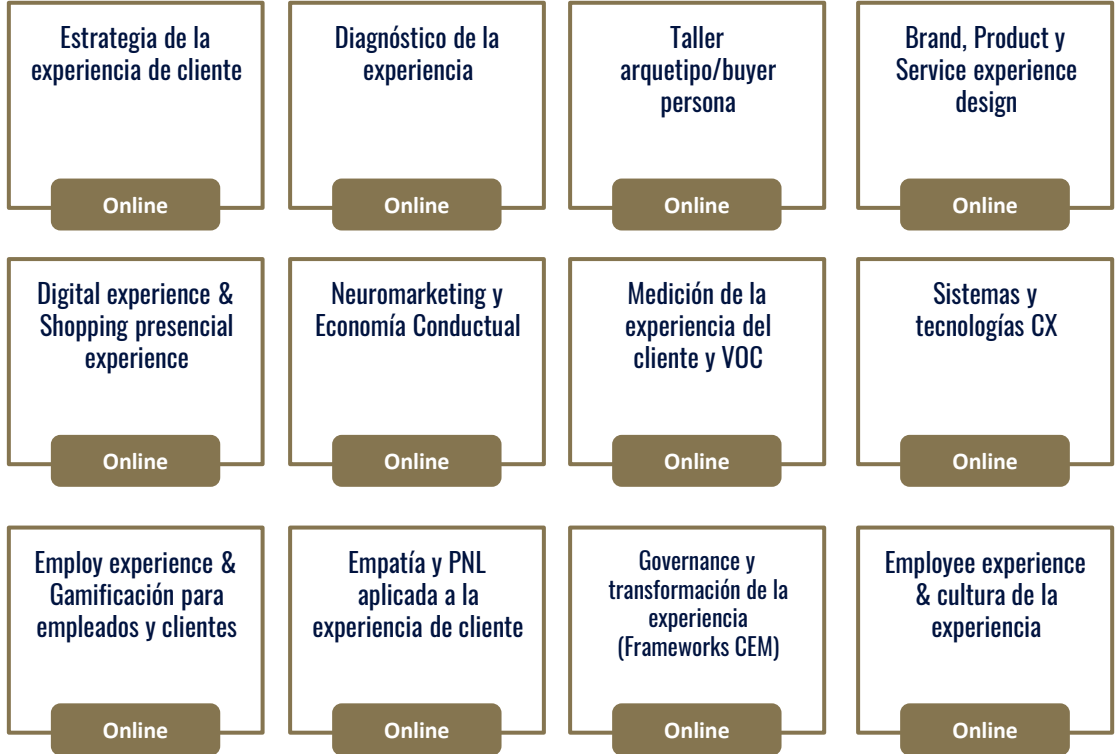 Estrategia de la
experiencia de cliente
Online
Diagnóstico de la
experiencia
Online
Taller
arquetipo/buyer
persona
Online
Brand, Product y
Service experience
design
Online
Digital experience &
Shopping presencial
experience
Online
Neuromarketing y
Economía Conductual
Online
Medición de la
experiencia del
cliente y VOC
Online
Sistemas y
tecnologías CX
Online
Employ experience &
Gamificación para
empleados y clientes
Online
Empatía y PNL
aplicada a la
experiencia de cliente
Online
Governance y
transformación de la
experiencia
(Frameworks CEM)
Online
Employee experience
& cultura de la
experiencia
Online